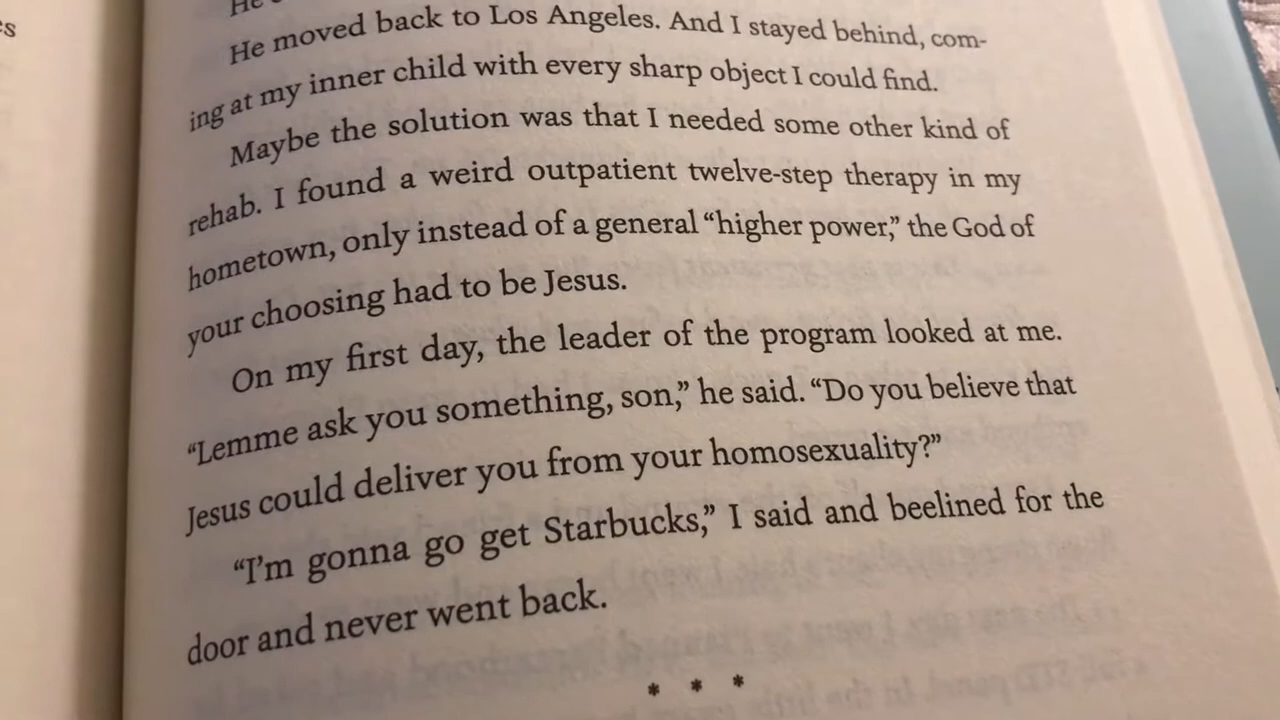 He
He moved back to Los Angeles. And I stayed behind, com-
ing at my inner child with every sharp object I could find.
Maybe the solution was that I needed some other kind of
rehab. I found a weird outpatient twelve-step therapy in my
hometown, only instead of a general “higher power,” the God of
your choosing had to be Jesus.
On my first day, the leader of the program looked at me.
“Lemme ask you something, son,” he said. “Do you believe that
Jesus could deliver you from your homosexuality?”
“I’m gonna go get Starbucks,” I said and beelined for the
door and never went back.
* * *